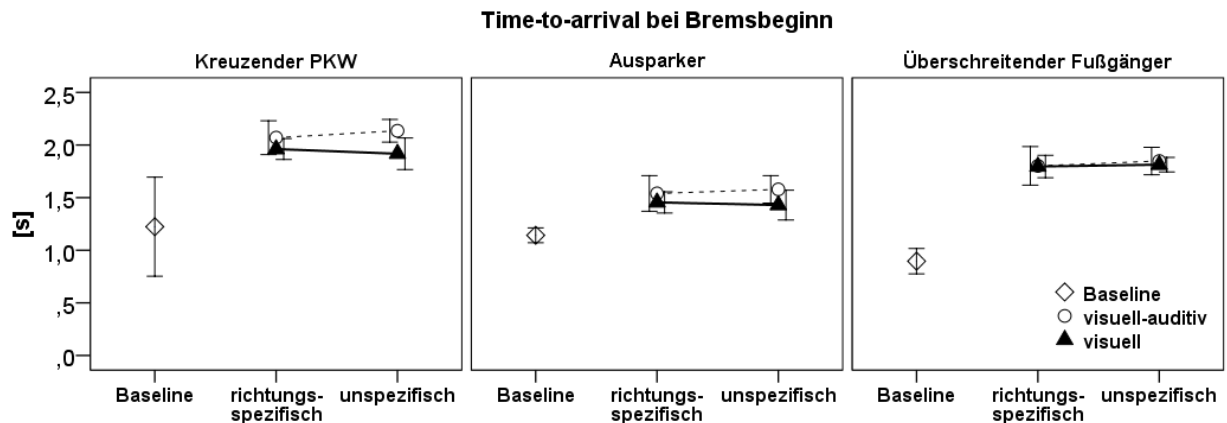 Time-to-arrival bei Bremsbeginn
Kreuzender PKW
Ausparker
Überschreitender Fußgänger
[s]
2,5
2,0
1,5
1,0
,5
,0
Baseline
visuell-auditiv
visuell
Baseline
richtungs-
spezifisch
unspezifisch
Baseline
richtungs-
spezifisch
unspezifisch
Baseline
richtungs-
spezifisch
unspezifisch